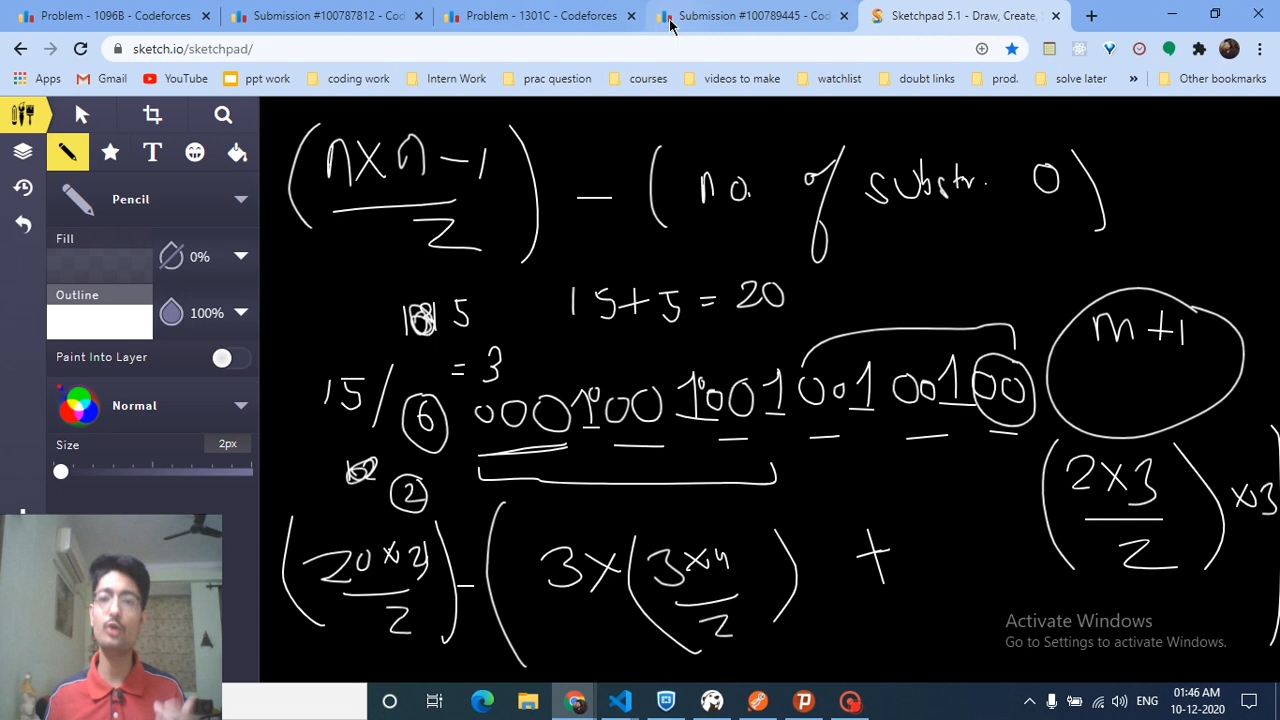 Problem - 1096B - Codeforces
Submission #100787812 - Cod
Problem - 1301C - Codeforces
Submission #100789445 - Cod
Sketchpad 5.1 - Draw, Create, S
sketch.io/sketchpad/
Apps Gmail YouTube ppt work coding work Intern Work prac question courses videos to make watchlist doubt links prod. solve later » Other bookmarks
T
Pencil
Fill
0%
Outline
100%
Paint Into Layer
Normal
Size
2px
(n×n-1/2) - (no. of substr. 0)
15 + 5 = 20
5
= 3
m+1
15/6 0001000100100100100
2
(20×21/2) - (3×(3×4/2) + (2×3/2)×3)
Activate Windows
Go to Settings to activate Windows.
ENG
01:46 AM
10-12-2020